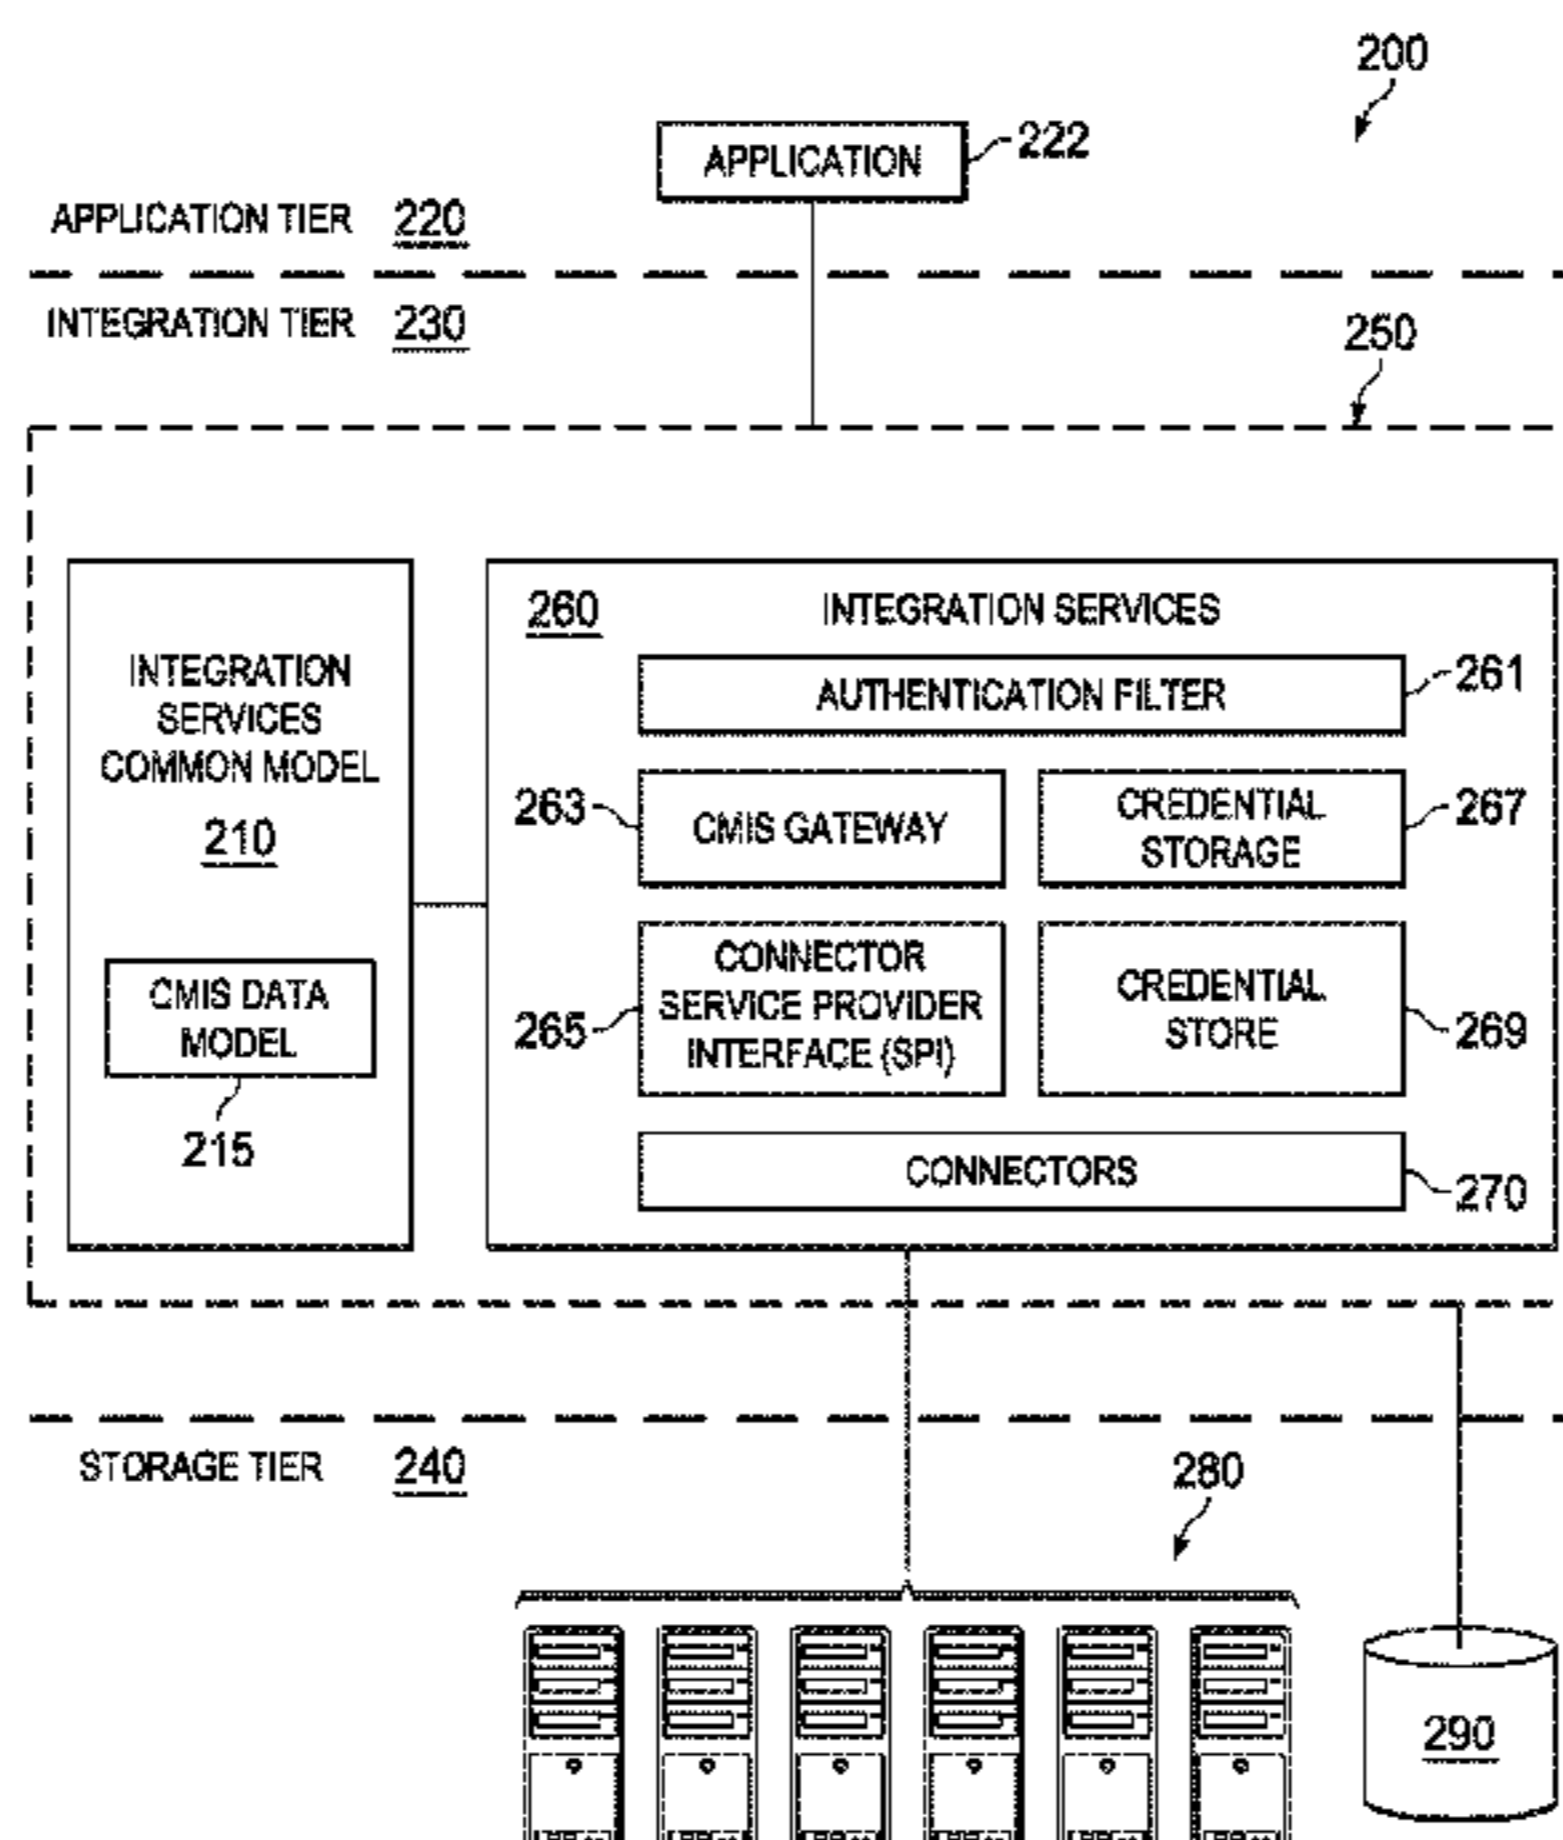 200
APPLICATION 222
APPLICATION TIER 220
INTEGRATION TIER 230
250
260 INTEGRATION SERVICES
INTEGRATION
SERVICES
COMMON MODEL
210
CMIS DATA
MODEL
215
AUTHENTICATION FILTER 261
263 CMIS GATEWAY
CREDENTIAL
STORAGE
267
CONNECTOR
SERVICE PROVIDER
INTERFACE (SPI)
265
CREDENTIAL
STORE
269
CONNECTORS 270
STORAGE TIER 240
280
290